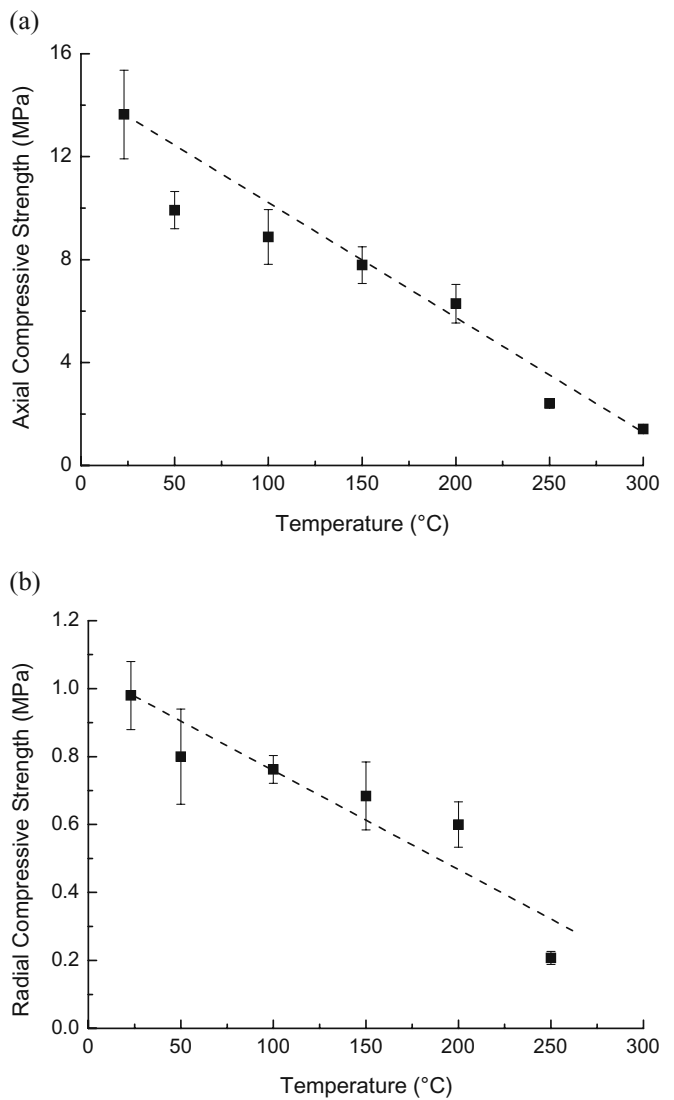 (a)
16
12
8
4
0
Axial Compressive Strength (MPa)
0 50 100 150 200 250 300
Temperature (°C)
(b)
1.2
1.0
0.8
0.6
0.4
0.2
0.0
Radial Compressive Strength (MPa)
0 50 100 150 200 250 300
Temperature (°C)